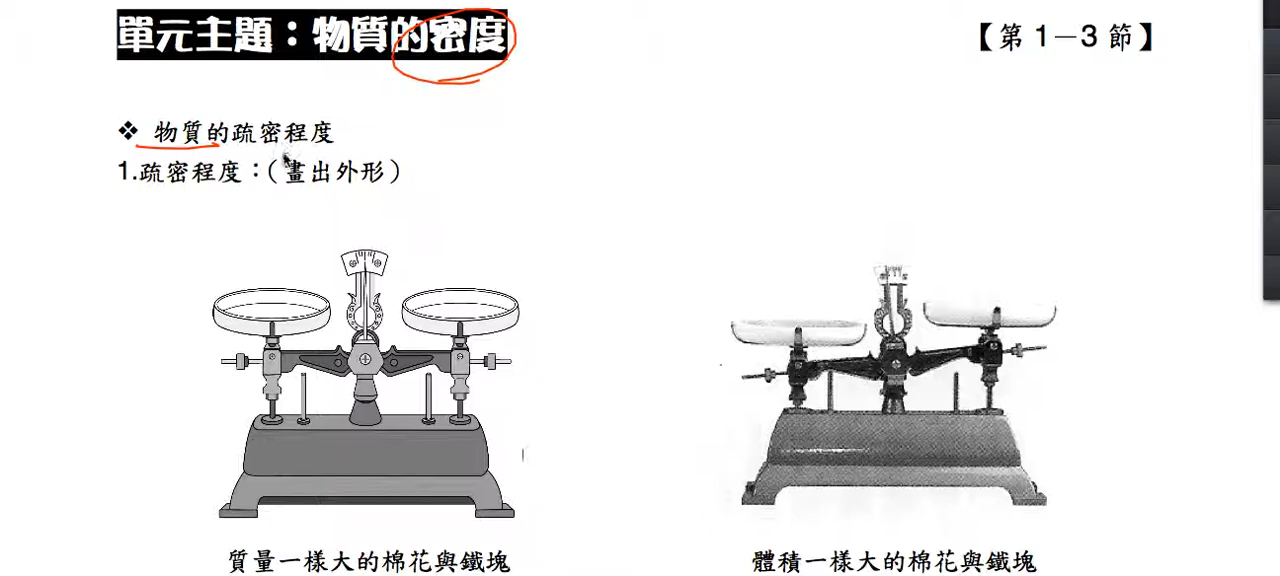 單元主題：物質的密度
【第1－3節】
❖ 物質的疏密程度
1.疏密程度：（畫出外形）
質量一樣大的棉花與鐵塊
體積一樣大的棉花與鐵塊